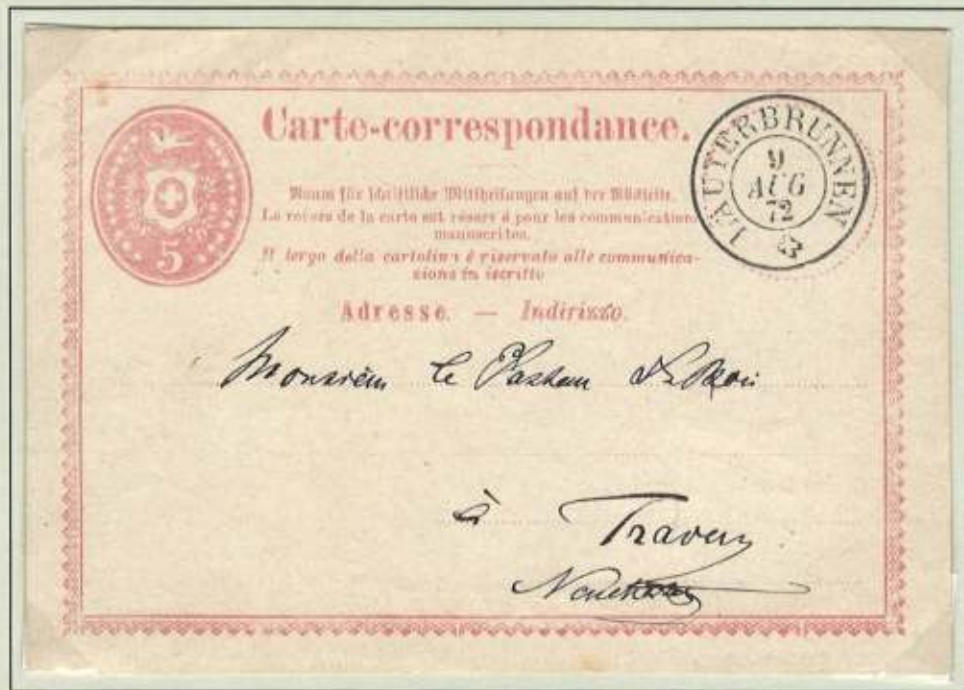 Carte-correspondance.
5
LAUTERBRUNNEN
9
AUG
72
Raum für schriftliche Mittheilungen auf der Rückseite.
Le revers de la carte est réservé à pour les communications
manuscrites.
Il tergo della cartolina è riservato alle communica-
zioni in iscritto
Adresse. — Indirizzo.
Monsieur le Pasteur
à Travers